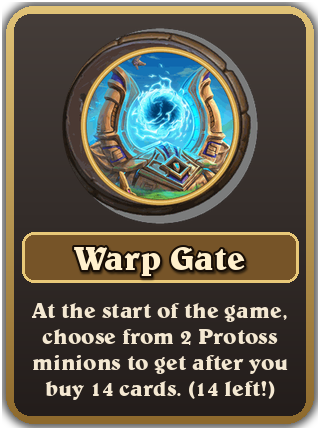 Warp Gate
At the start of the game,
choose from 2 Protoss
minions to get after you
buy 14 cards. (14 left!)